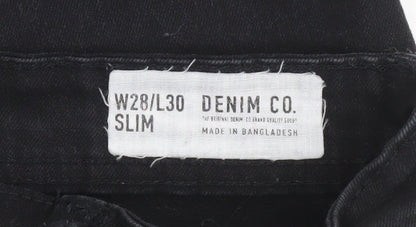 W28/L30
SLIM
DENIM CO.
MADE IN BANGLADESH